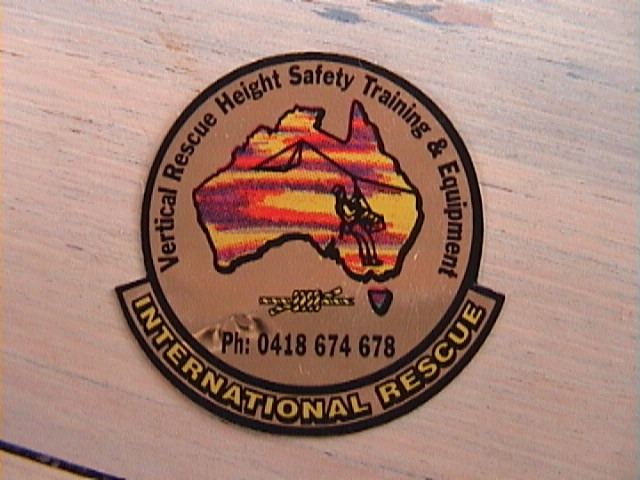 Vertical Rescue Height Safety Training & Equipment
Ph: 0418 674 678
INTERNATIONAL RESCUE